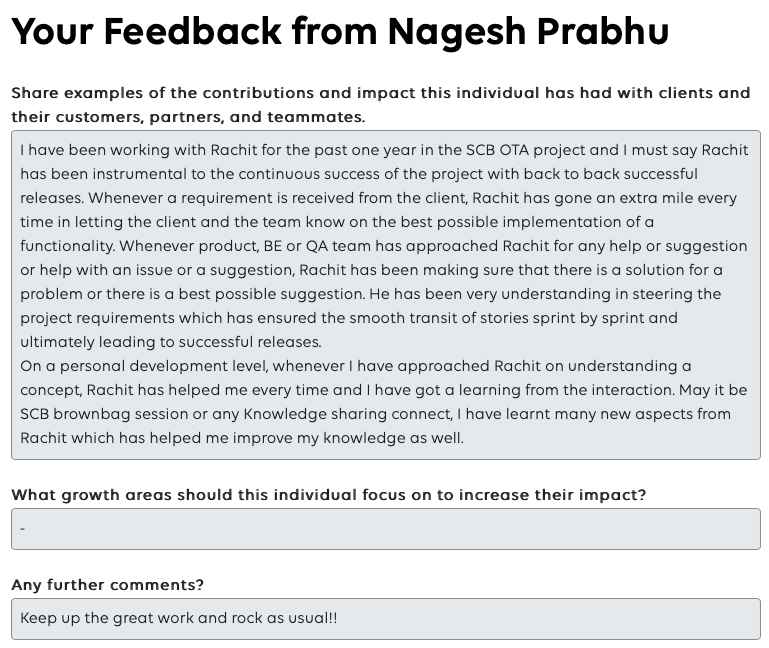 Your Feedback from Nagesh Prabhu
Share examples of the contributions and impact this individual has had with clients and
their customers, partners, and teammates.
I have been working with Rachit for the past one year in the SCB OTA project and I must say Rachit
has been instrumental to the continuous success of the project with back to back successful
releases. Whenever a requirement is received from the client, Rachit has gone an extra mile every
time in letting the client and the team know on the best possible implementation of a
functionality. Whenever product, BE or QA team has approached Rachit for any help or suggestion
or help with an issue or a suggestion, Rachit has been making sure that there is a solution for a
problem or there is a best possible suggestion. He has been very understanding in steering the
project requirements which has ensured the smooth transit of stories sprint by sprint and
ultimately leading to successful releases.
On a personal development level, whenever I have approached Rachit on understanding a
concept, Rachit has helped me every time and I have got a learning from the interaction. May it be
SCB brownbag session or any Knowledge sharing connect, I have learnt many new aspects from
Rachit which has helped me improve my knowledge as well.
What growth areas should this individual focus on to increase their impact?
-
Any further comments?
Keep up the great work and rock as usual!!